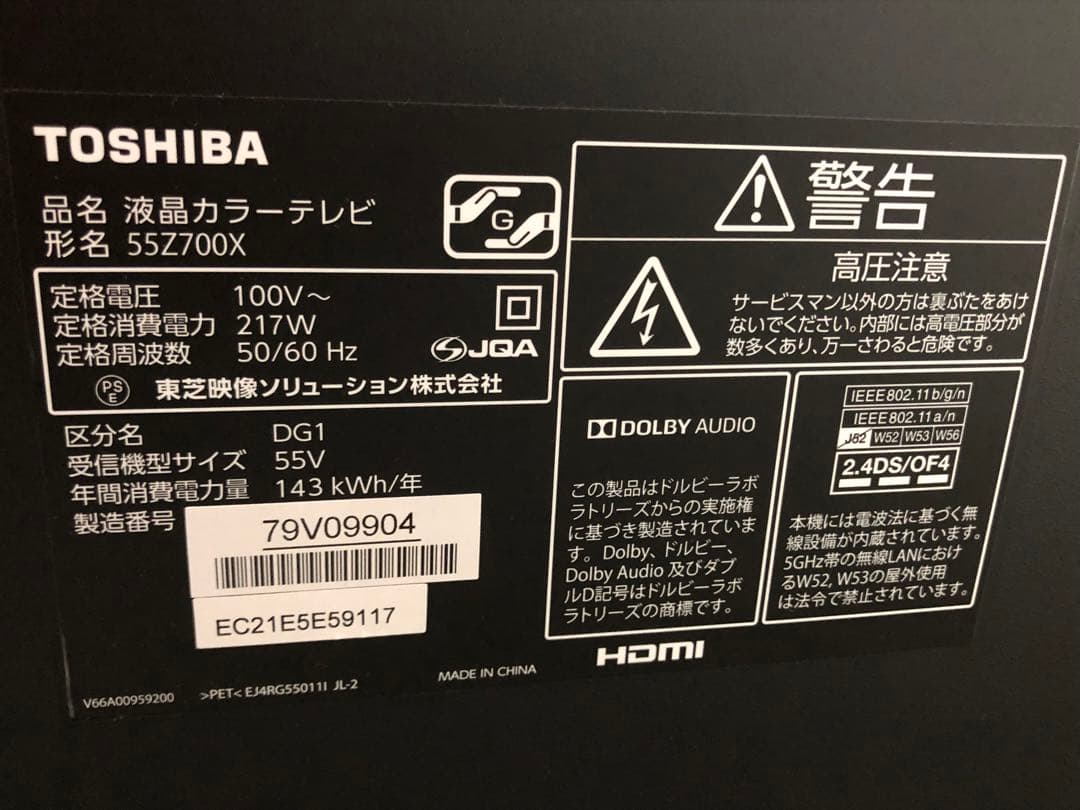 TOSHIBA
品名 液晶カラーテレビ
形名 55Z700X
G
定格電圧 100V～
定格消費電力 217W
定格周波数 50/60 Hz
JQA
PS
E
東芝映像ソリューション株式会社
区分名 DG1
受信機型サイズ 55V
年間消費電力量 143 kWh/年
製造番号
79V09904
EC21E5E59117
V66A00959200 >PET< EJ4RG55011I JL-2
MADE IN CHINA
警告
高圧注意
サービスマン以外の方は裏ぶたをあけ
ないでください。内部には高電圧部分が
数多くあり、万一さわると危険です。
DOLBY AUDIO
この製品はドルビーラボ
ラトリーズからの実施権
に基づき製造されていま
す。Dolby、ドルビー、
Dolby Audio 及びダブ
ルD記号はドルビーラボ
ラトリーズの商標です。
IEEE802.11b/g/n
IEEE802.11a/n
J52 W52 W53 W56
2.4DS/OF4
本機には電波法に基づく無
線設備が内蔵されています。
5GHz帯の無線LANにおけ
るW52, W53の屋外使用
は法令で禁止されています。
HDMI